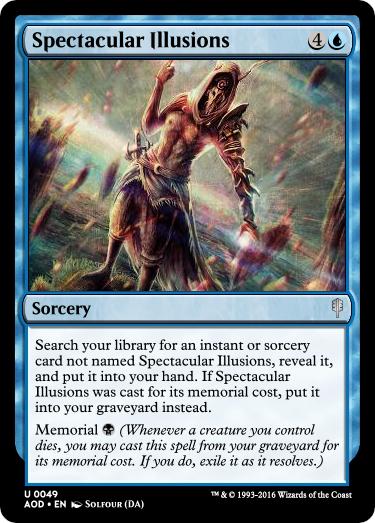 Spectacular Illusions 4
Sorcery
Search your library for an instant or sorcery
card not named Spectacular Illusions, reveal it,
and put it into your hand. If Spectacular
Illusions was cast for its memorial cost, put it
into your graveyard instead.
Memorial (Whenever a creature you control
dies, you may cast this spell from your graveyard for
its memorial cost. If you do, exile it as it resolves.)
U 0049
AOD • EN SOLFOUR (DA)
™ & © 1993-2016 Wizards of the Coast